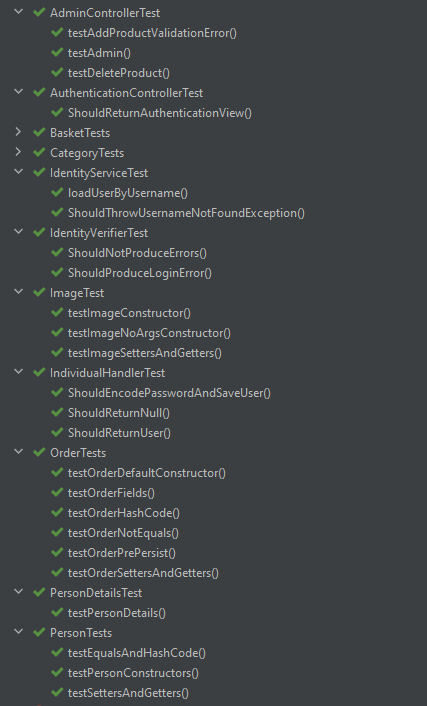 AdminControllerTest
testAddProductValidationError()
testAdmin()
testDeleteProduct()
AuthenticationControllerTest
ShouldReturnAuthenticationView()
BasketTests
CategoryTests
IdentityServiceTest
loadUserByUsername()
ShouldThrowUsernameNotFoundException()
IdentityVerifierTest
ShouldNotProduceErrors()
ShouldProduceLoginError()
ImageTest
testImageConstructor()
testImageNoArgsConstructor()
testImageSettersAndGetters()
IndividualHandlerTest
ShouldEncodePasswordAndSaveUser()
ShouldReturnNull()
ShouldReturnUser()
OrderTests
testOrderDefaultConstructor()
testOrderFields()
testOrderHashCode()
testOrderNotEquals()
testOrderPrePersist()
testOrderSettersAndGetters()
PersonDetailsTest
testPersonDetails()
PersonTests
testEqualsAndHashCode()
testPersonConstructors()
testSettersAndGetters()